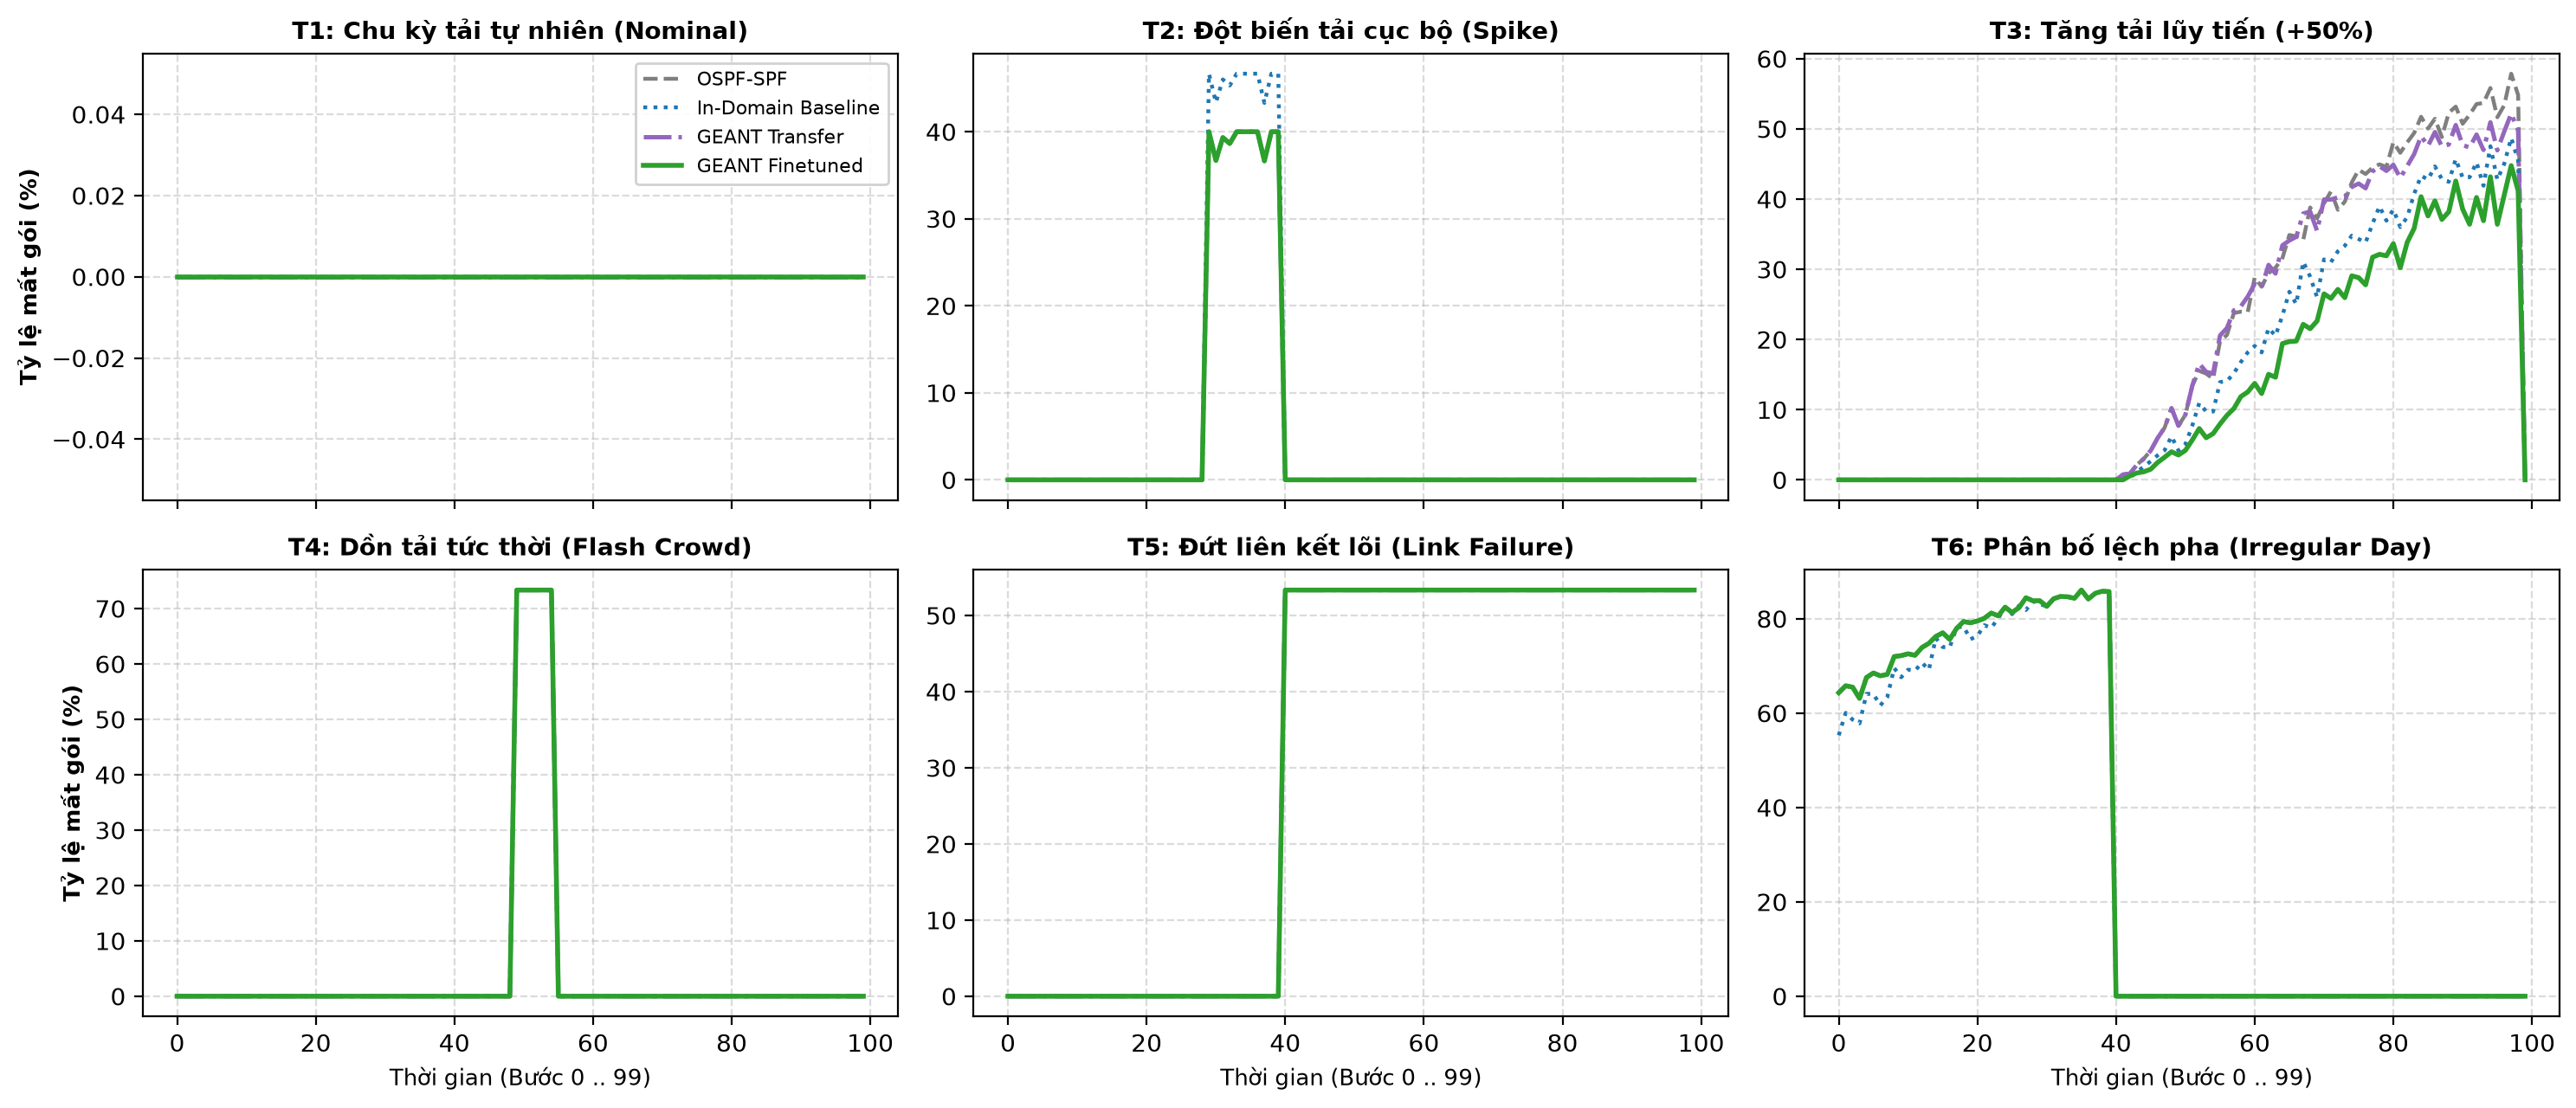 T1: Chu kỳ tải tự nhiên (Nominal)
Tỷ lệ mất gói (%)
0.04
0.02
0.00
−0.02
−0.04
OSPF-SPF
In-Domain Baseline
GEANT Transfer
GEANT Finetuned
T2: Đột biến tải cục bộ (Spike)
40
30
20
10
0
T3: Tăng tải lũy tiến (+50%)
60
50
40
30
20
10
0
T4: Dồn tải tức thời (Flash Crowd)
Tỷ lệ mất gói (%)
70
60
50
40
30
20
10
0
0 20 40 60 80 100
Thời gian (Bước 0 .. 99)
T5: Đứt liên kết lõi (Link Failure)
50
40
30
20
10
0
0 20 40 60 80 100
Thời gian (Bước 0 .. 99)
T6: Phân bố lệch pha (Irregular Day)
80
60
40
20
0
0 20 40 60 80 100
Thời gian (Bước 0 .. 99)